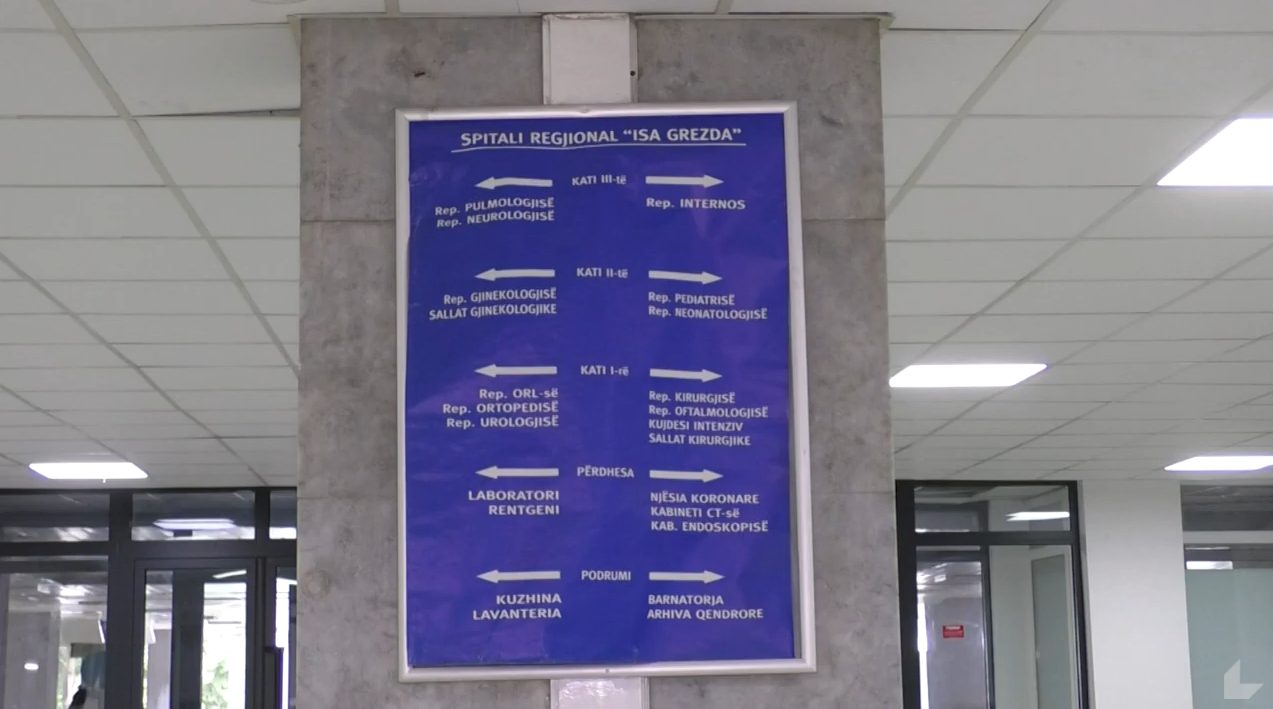 SPITALI REGJIONAL “ISA GREZDA”
KATI III-të
Rep. PULMOLOGJISË
Rep. NEUROLOGJISË
Rep. INTERNOS
KATI II-të
Rep. GJINEKOLOGJISË
SALLAT GJINEKOLOGJIKE
Rep. PEDIATRISË
Rep. NEONATOLOGJISË
KATI I-rë
Rep. ORL-së
Rep. ORTOPEDISË
Rep. UROLOGJISË
Rep. KIRURGJISË
Rep. OFTALMOLOGJISË
KUJDESI INTENZIV
SALLAT KIRURGJIKE
PËRDHESA
LABORATORI
RENTGENI
NJËSIA KORONARE
KABINETI CT-së
KAB. ENDOSKOPISË
PODRUMI
KUZHINA
LAVANTERIA
BARNATORJA
ARHIVA QENDRORE